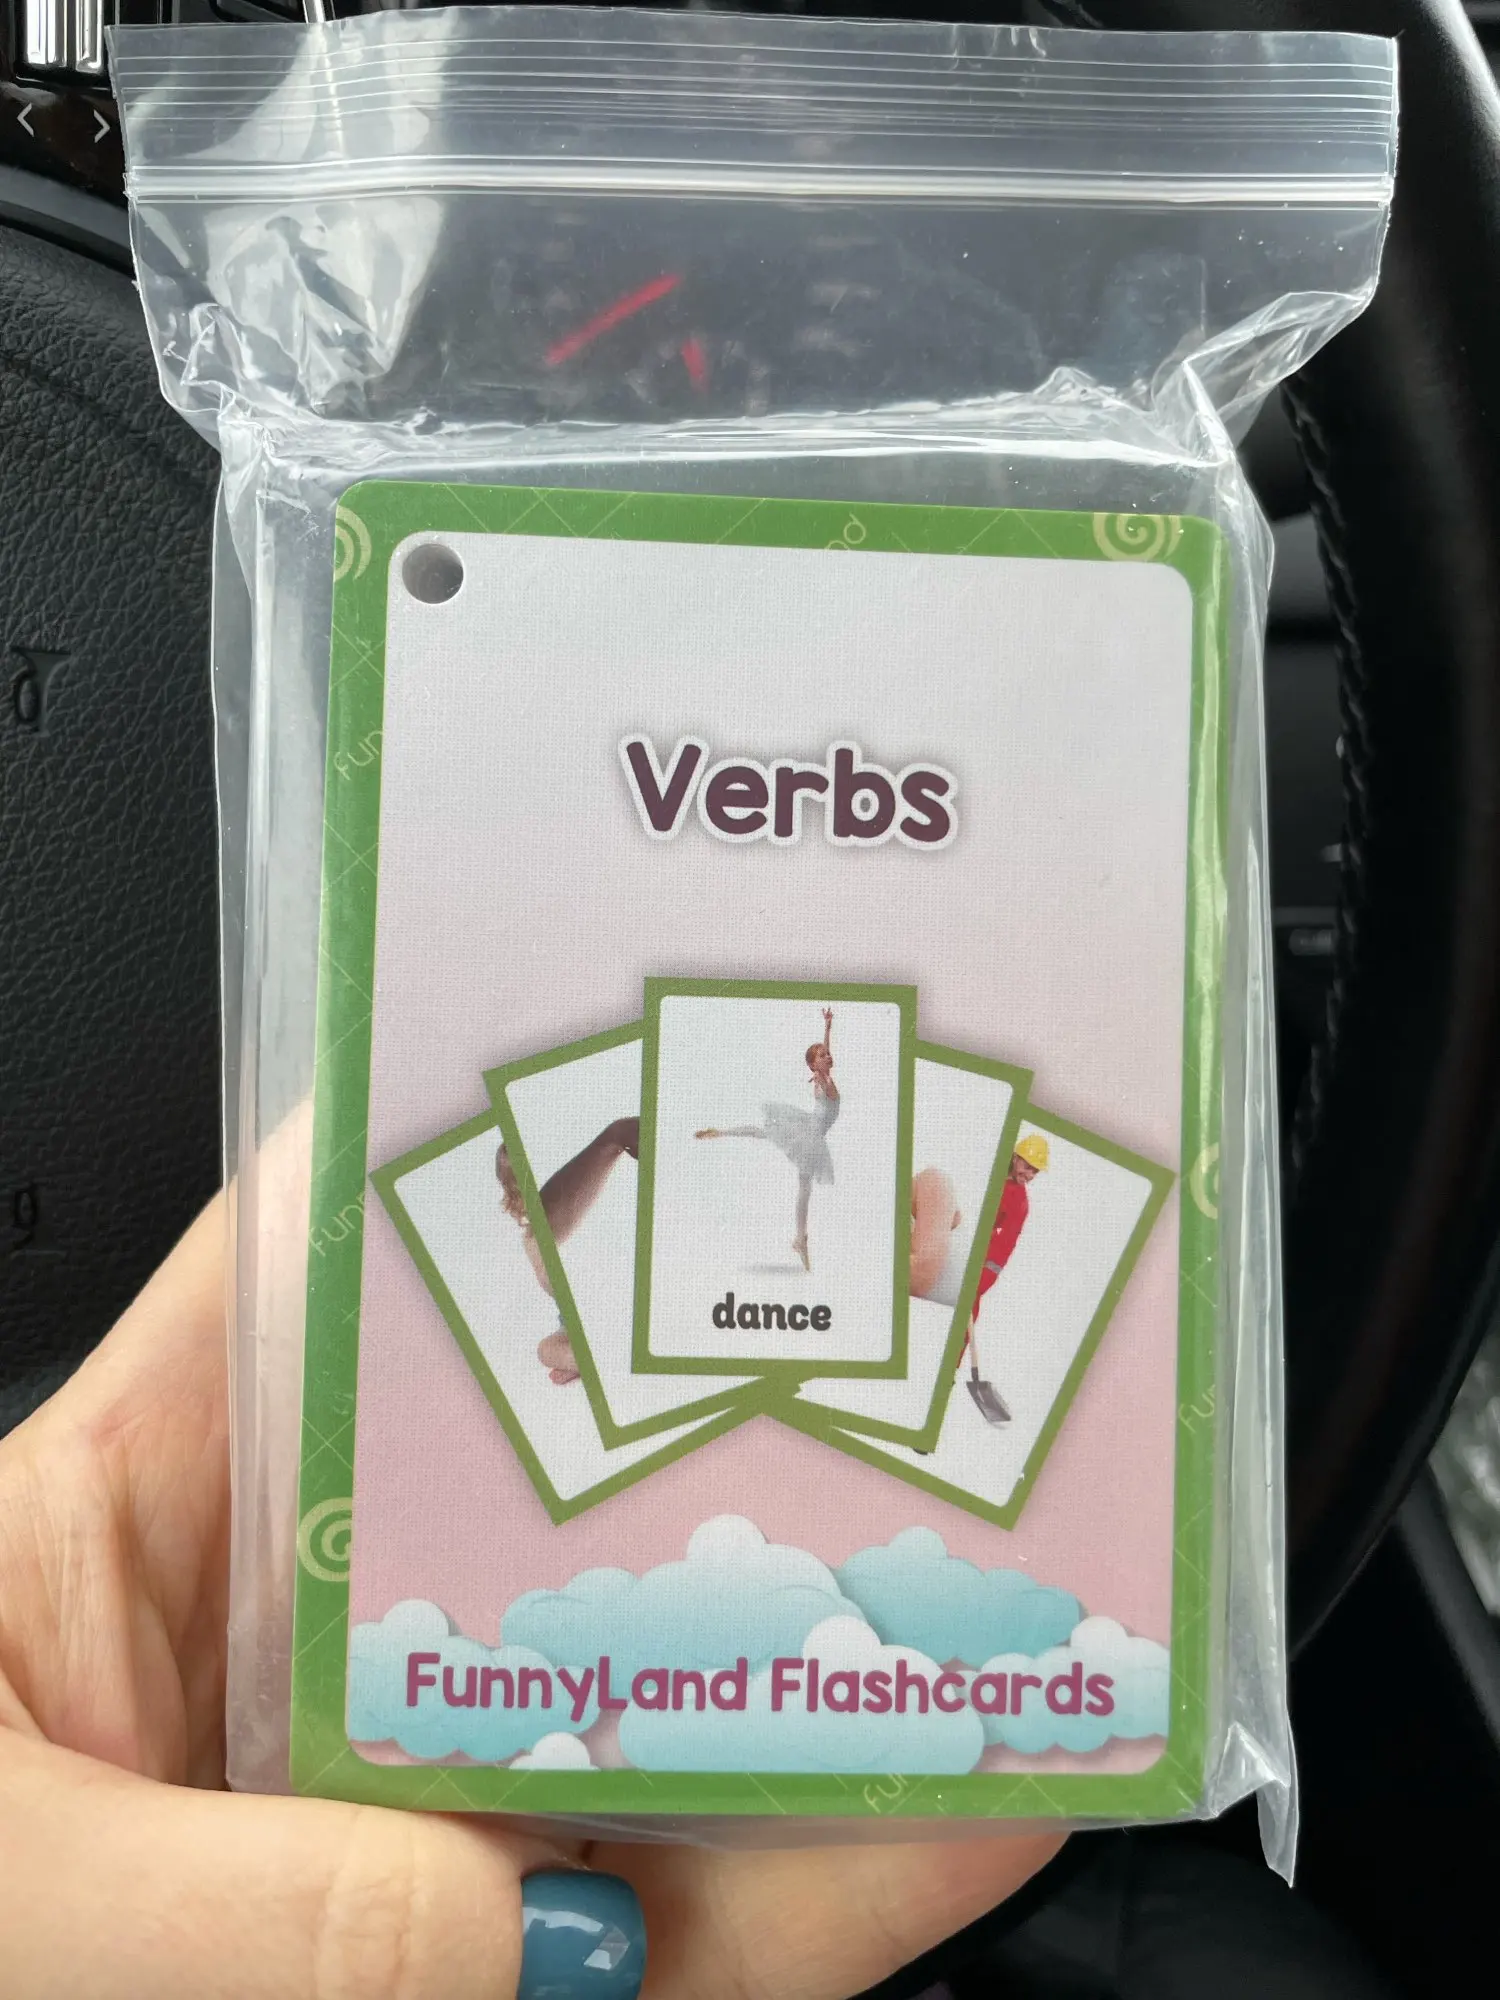 Verbs
dance
FunnyLand Flashcards